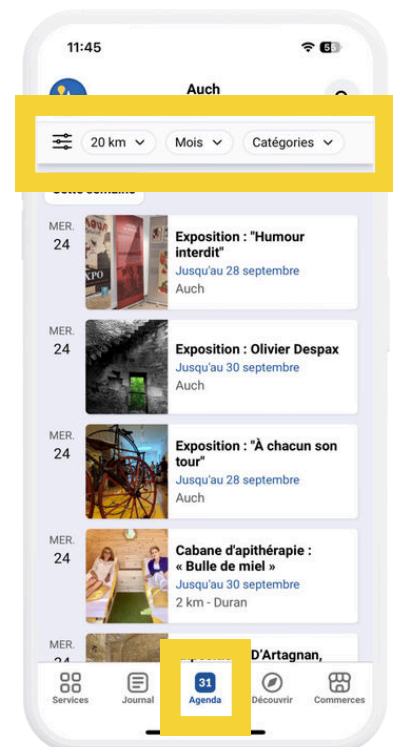 11:45
Auch
20 km
Mois
Catégories
MER.
24
Exposition : "Humour
interdit"
Jusqu'au 28 septembre
Auch
MER.
24
Exposition : Olivier Despax
Jusqu'au 30 septembre
Auch
MER.
24
Exposition : "À chacun son
tour"
Jusqu'au 28 septembre
Auch
MER.
24
Cabane d'apithérapie :
« Bulle de miel »
Jusqu'au 30 septembre
2 km - Duran
MER.
24
D'Artagnan,
31
Services
Journal
Agenda
Découvrir
Commerces